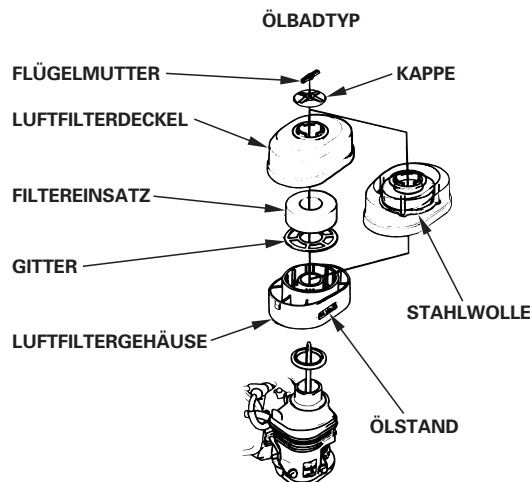 ÖLBADTYP
FLÜGELMUTTER
KAPPE
LUFTFILTERDECKEL
FILTEREINSATZ
GITTER
STAHLWOLLE
LUFTFILTERGEHÄUSE
ÖLSTAND